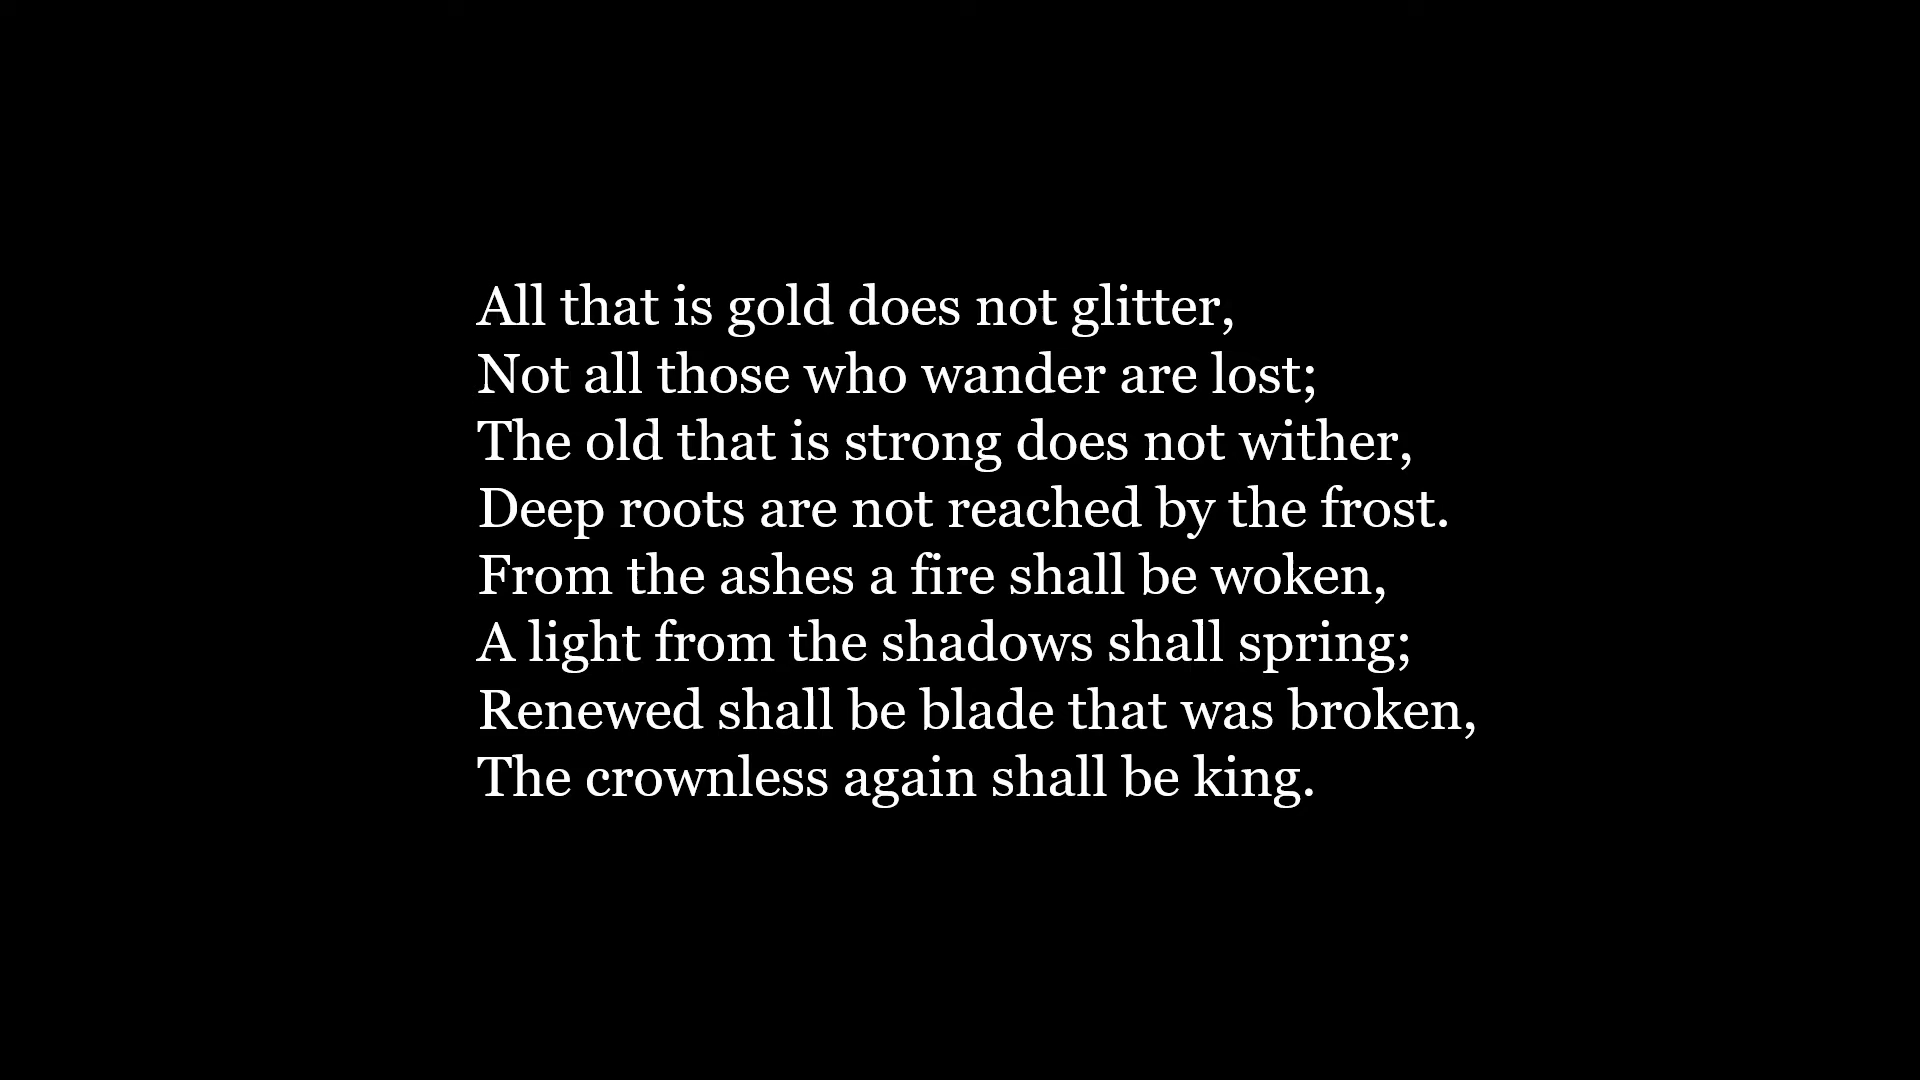 All that is gold does not glitter,
Not all those who wander are lost;
The old that is strong does not wither,
Deep roots are not reached by the frost.
From the ashes a fire shall be woken,
A light from the shadows shall spring;
Renewed shall be blade that was broken,
The crownless again shall be king.